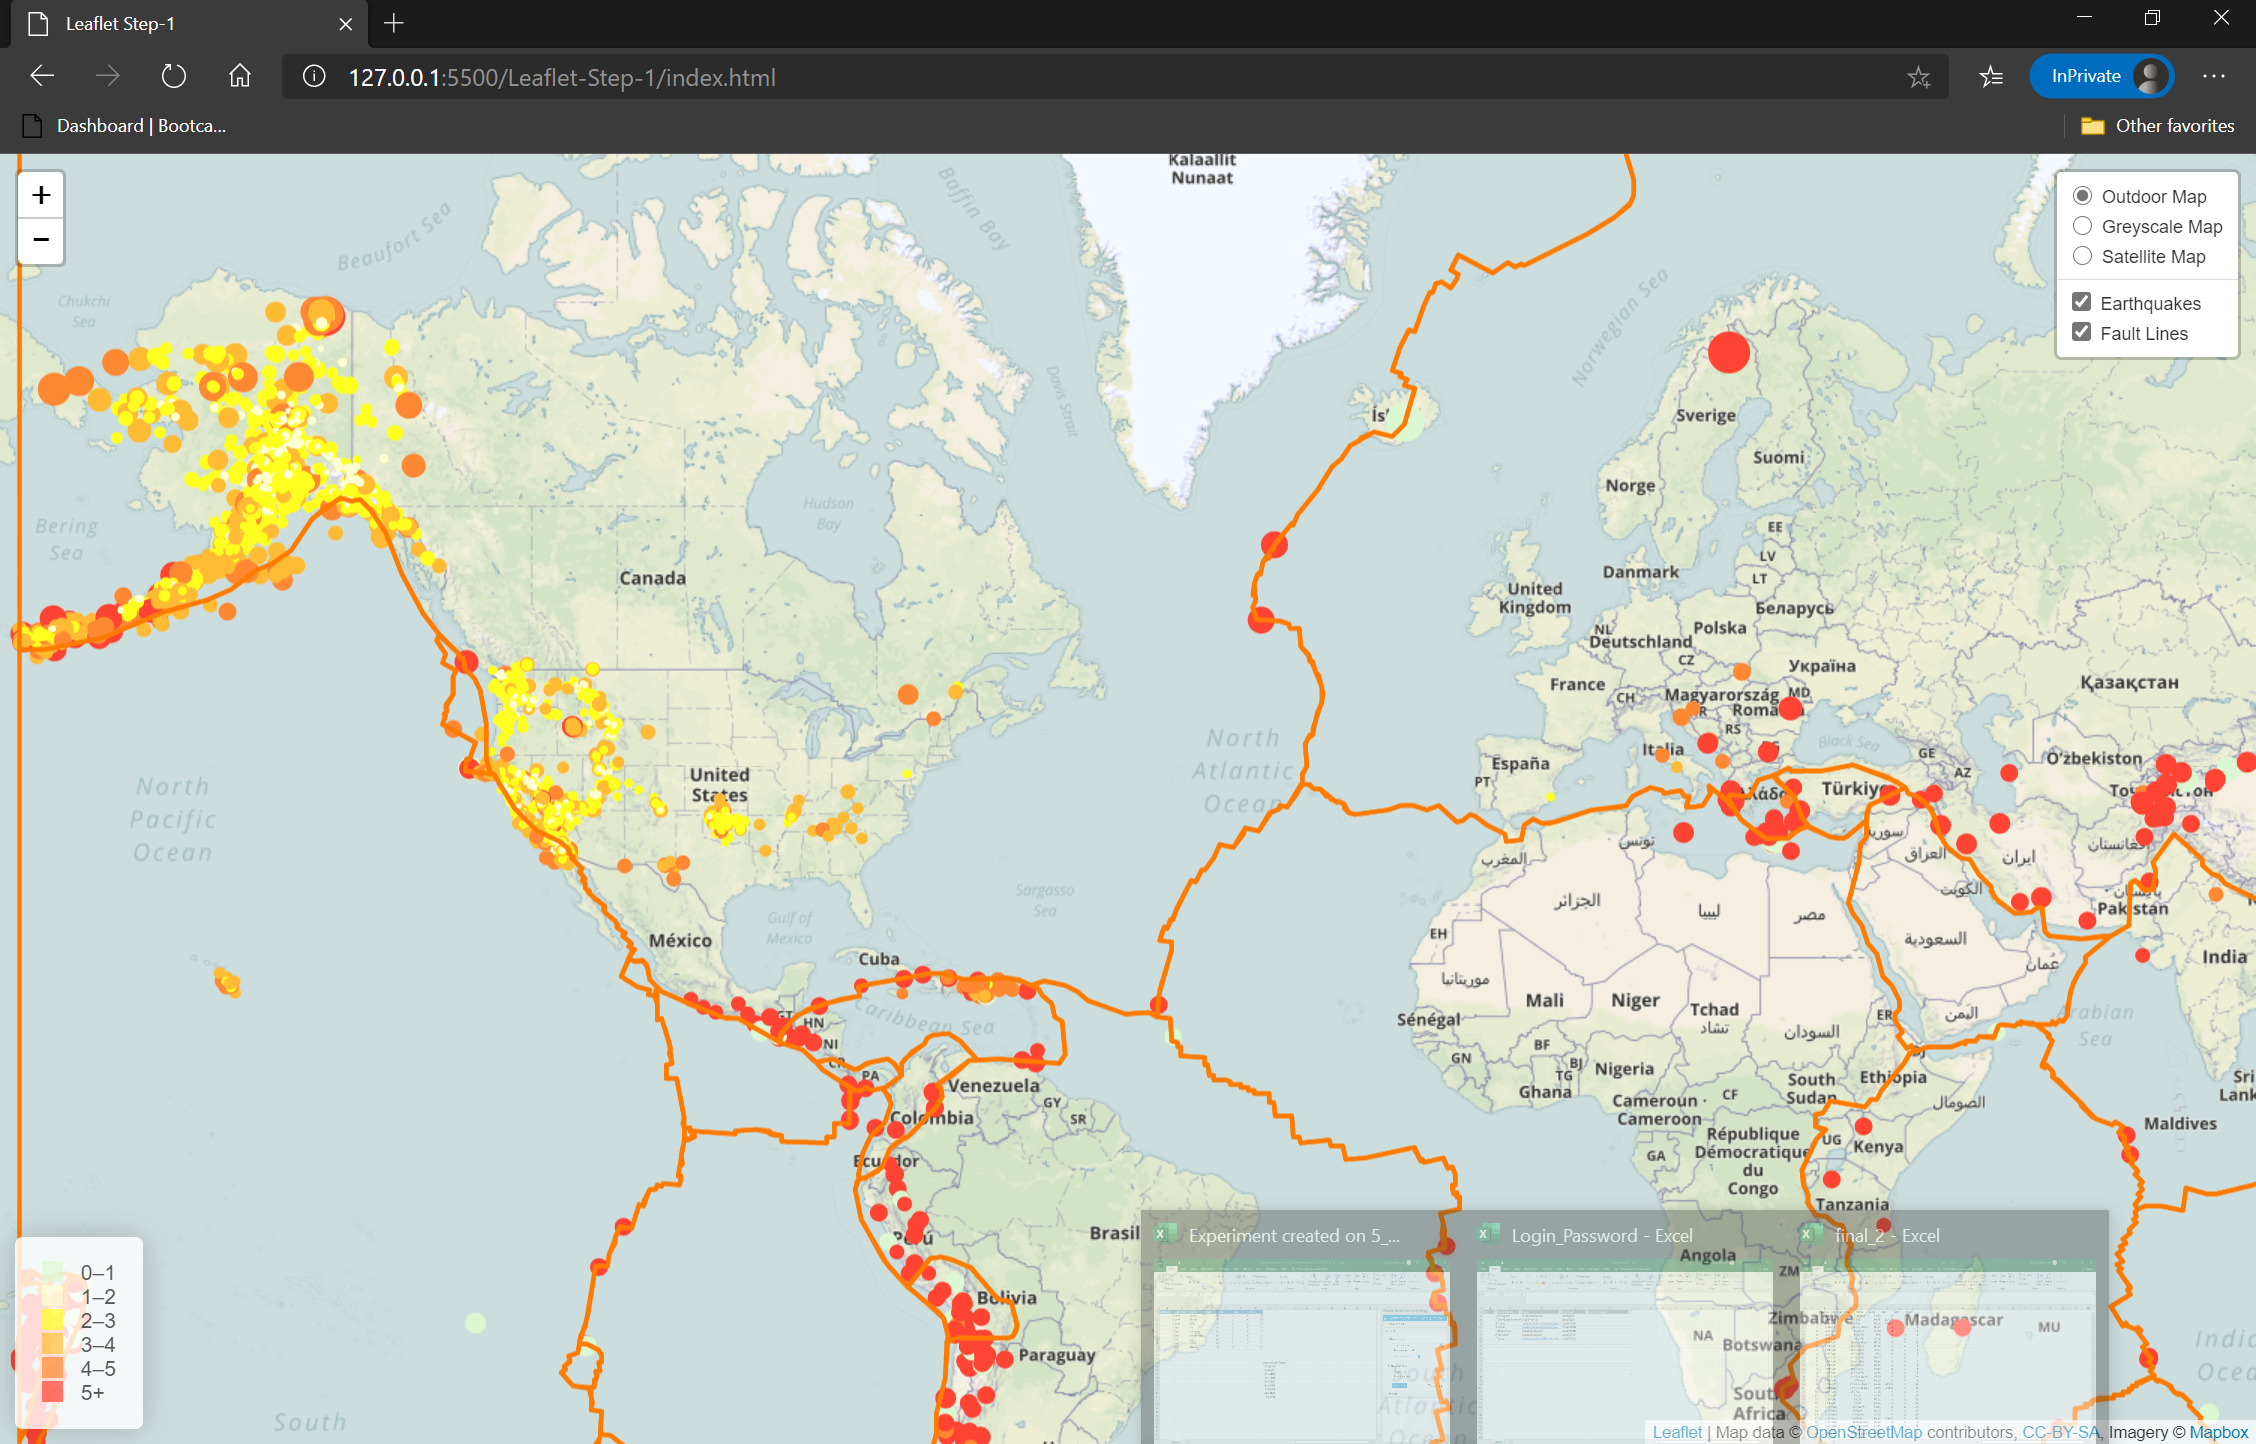 Leaflet Step-1
127.0.0.1:5500/Leaflet-Step-1/index.html
InPrivate
Dashboard | Bootca...
Other favorites
+
−
Outdoor Map
Greyscale Map
Satellite Map
Earthquakes
Fault Lines
Kalaallit
Nunaat
Baffin Bay
Beaufort Sea
Chukchi
Sea
Norwegian Sea
Davis Strait
Sverige
Suomi
Norge
Hudson
Bay
Bering
Sea
EE
LV
LT
Canada
Danmark
United
Kingdom
Беларусь
NL
Deutschland
Polska
CZ
Україна
France
CH
Magyarország
MD
Қазақстан
RS
North
Atlantic
Ocean
Italia
Black Sea
GE
AZ
O'zbekiston
España
PT
Türkiye
United
States
North
Pacific
Ocean
تونس
المغرب
سوريا
العراق
ایران
الجزائر
ليبيا
مصر
الكويت
السعودية
عُمان
Pakistan
India
Sargasso
Sea
Gulf of
Mexico
México
EH
موريتانيا
Cuba
Caribbean Sea
GT
HN
NI
CR
PA
Mali
Niger
Tchad
تشاد
السودان
ER
اليمن
Arabian
Sea
Sénégal
GN
BF
BJ
TG
Ghana
Nigeria
South
Sudan
Ethiopia
الصومال
Sri
Lank
Venezuela
GY
SR
Colombia
Cameroun -
Cameroon
CF
Maldives
République
Démocratique
du
Congo
GA
UG
Kenya
Ecuador
Tanzania
Brasil
Perú
Angola
ZM
Experiment created on 5_...
Login_Password - Excel
final_2 - Excel
Bolivia
Zimbabwe
Madagascar
MU
NA
Botswana
Paraguay
South
Africa
Atlantic
India
Ocea
South
0–1
1–2
2–3
3–4
4–5
5+
Leaflet | Map data © OpenStreetMap contributors, CC-BY-SA, Imagery © Mapbox